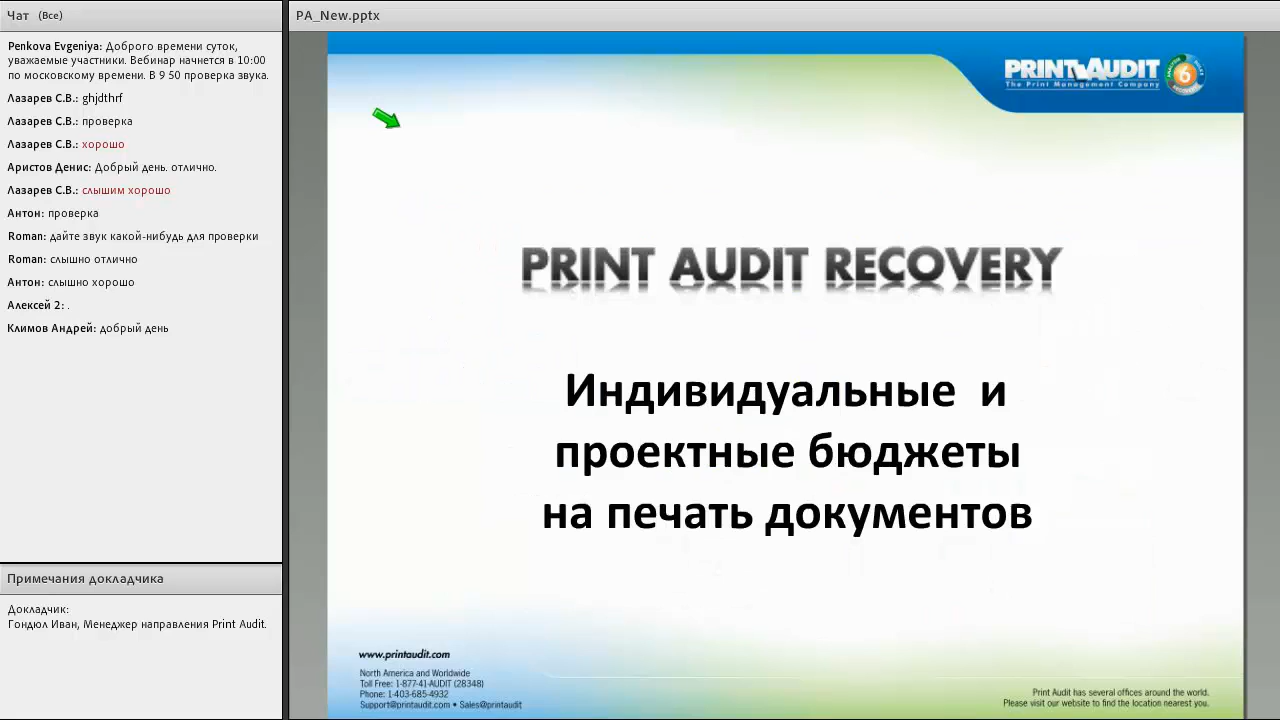 Чат (Все)
Penkova Evgeniya: Доброго времени суток,
уважаемые участники. Вебинар начнется в 10:00
по московскому времени. В 9 50 проверка звука.
Лазарев С.В.: ghjdthrf
Лазарев С.В.: проверка
Лазарев С.В.: хорошо
Аристов Денис: Добрый день. отлично.
Лазарев С.В.: слышим хорошо
Антон: проверка
Roman: дайте звук какой-нибудь для проверки
Roman: слышно отлично
Антон: слышно хорошо
Алексей 2: .
Климов Андрей: добрый день
Примечания докладчика
Докладчик:
Гондюл Иван, Менеджер направления Print Audit.
PA_New.pptx
PRINT AUDIT 6
The Print Management Company
PRINT AUDIT RECOVERY
Индивидуальные и
проектные бюджеты
на печать документов
www.printaudit.com
North America and Worldwide
Toll Free: 1-877-41-AUDIT (28348)
Phone: 1-403-685-4932
Support@printaudit.com • Sales@printaudit
Print Audit has several offices around the world.
Please visit our website to find the location nearest you.